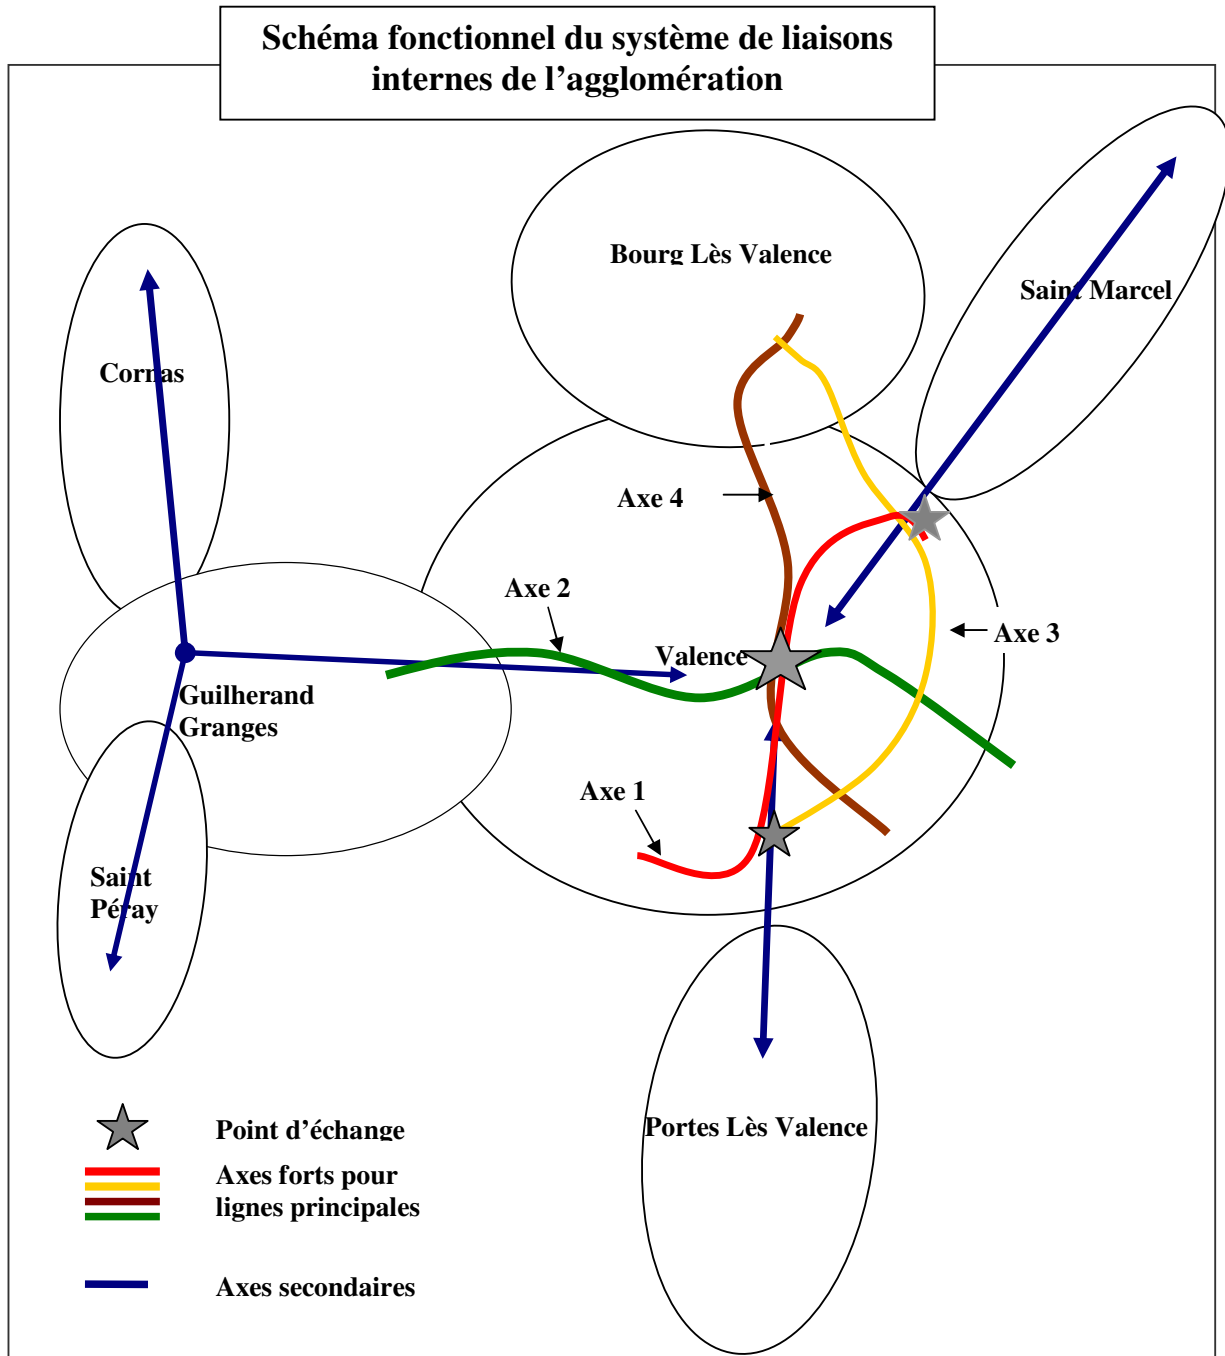 Schéma fonctionnel du système de liaisons
internes de l'agglomération
Bourg Lès Valence
Saint Marcel
Cornas
Axe 4
Axe 2
Axe 3
Valence
Guilherand
Granges
Axe 1
Saint
Péray
Portes Lès Valence
Point d'échange
Axes forts pour
lignes principales
Axes secondaires